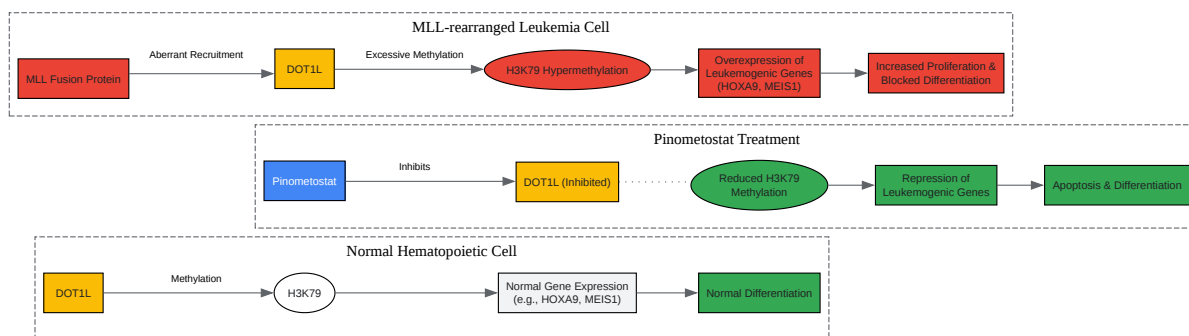 MLL-rearranged Leukemia Cell
MLL Fusion Protein
Aberrant Recruitment
DOT1L
Excessive Methylation
H3K79 Hypermethylation
Overexpression of
Leukemogenic Genes
(HOXA9, MEIS1)
Increased Proliferation &
Blocked Differentiation
Pinometostat Treatment
Pinometostat
Inhibits
DOT1L (Inhibited)
Reduced H3K79
Methylation
Repression of
Leukemogenic Genes
Apoptosis & Differentiation
Normal Hematopoietic Cell
DOT1L
Methylation
H3K79
Normal Gene Expression
(e.g., HOXA9, MEIS1)
Normal Differentiation